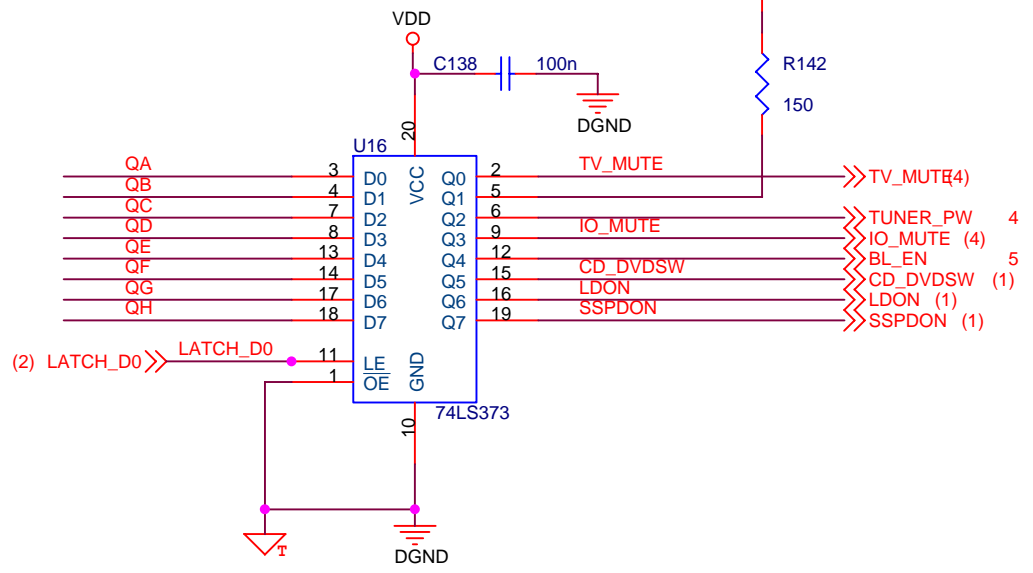 VDD
C138 100n
R142
150
DGND
20
U16
VCC
QA 3 D0 Q0 2 TV_MUTE TV_MUTE(4)
QB 4 D1 Q1 5
QC 7 D2 Q2 6 TUNER_PW 4
QD 8 D3 Q3 9 IO_MUTE IO_MUTE (4)
QE 13 D4 Q4 12 BL_EN 5
QF 14 D5 Q5 15 CD_DVDSW CD_DVDSW (1)
QG 17 D6 Q6 16 LDON LDON (1)
QH 18 D7 Q7 19 SSPDON SSPDON (1)
(2) LATCH_D0 LATCH_D0 11 LE
1 OE
GND
74LS373
10
T
DGND